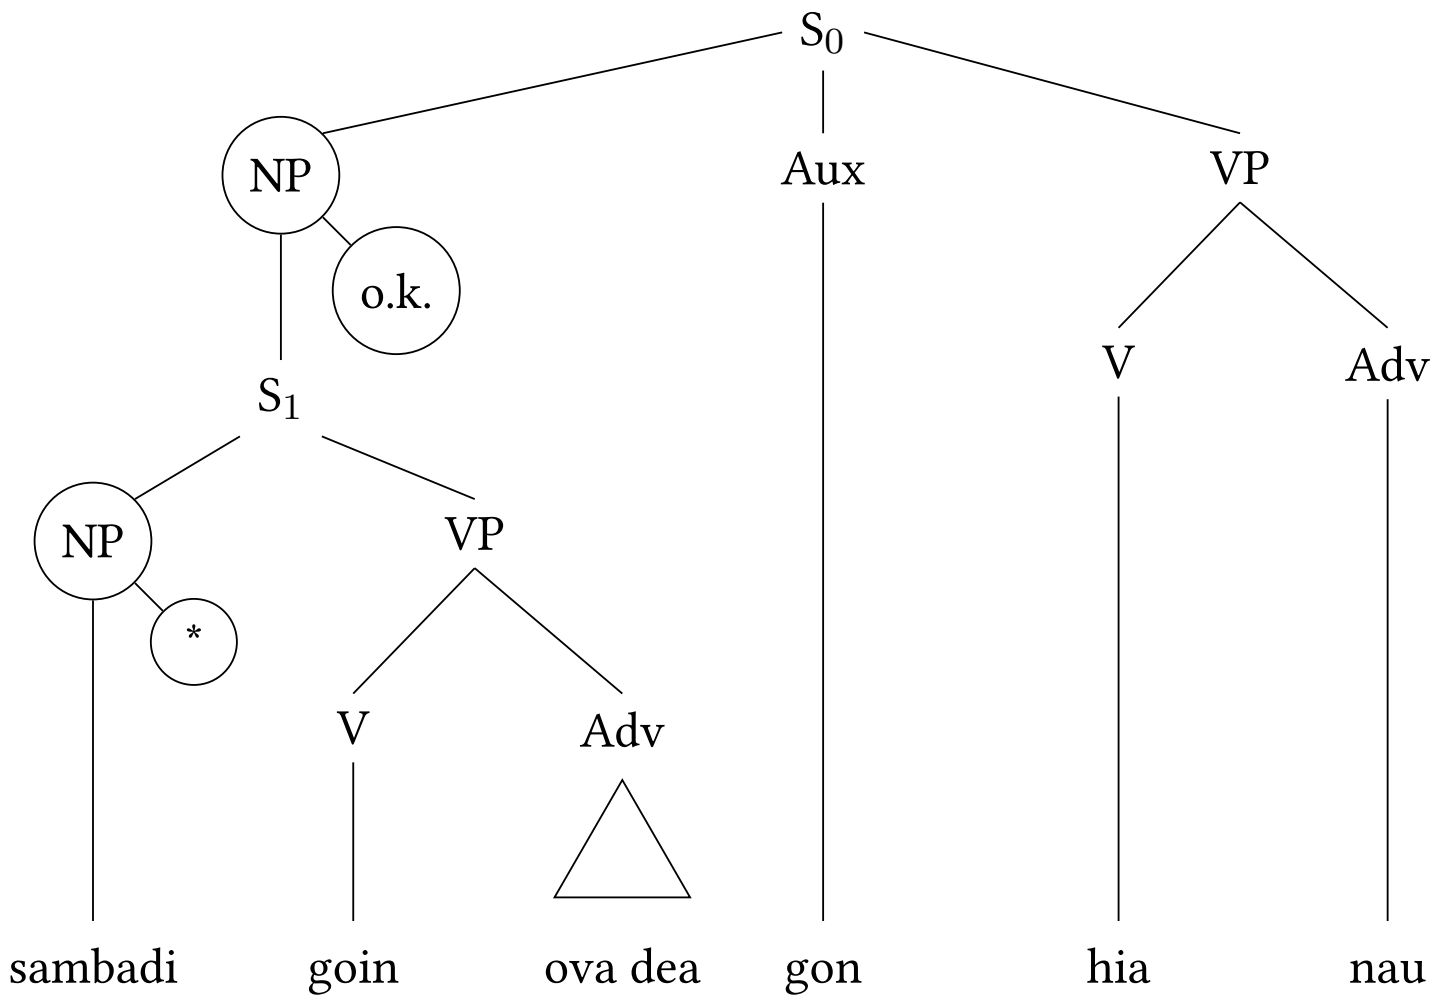 S₀
NP Aux VP
o.k.
V Adv
S₁
NP VP
*
V Adv
sambadi goin ova dea gon hia nau